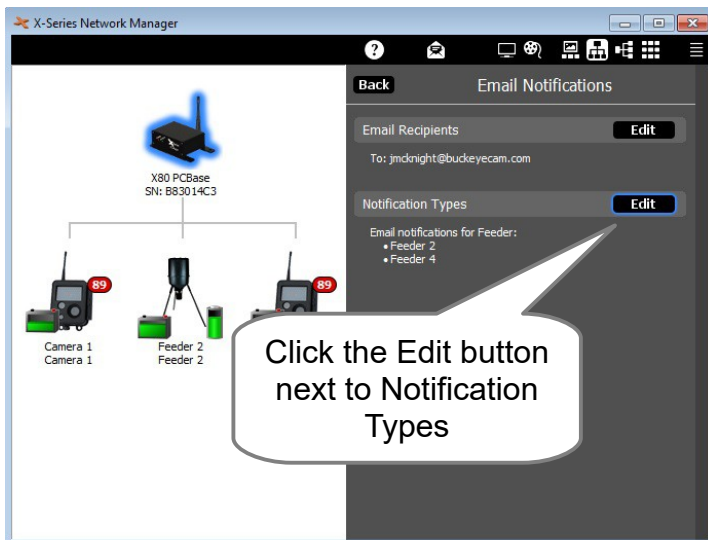 X-Series Network Manager
Back
Email Notifications
Email Recipients
Edit
To: jmcknight@buckeyecam.com
Notification Types
Edit
Email notifications for Feeder:
• Feeder 2
• Feeder 4
X80 PCBase
SN: B83014C3
89
89
Camera 1
Camera 1
Feeder 2
Feeder 2
Click the Edit button
next to Notification
Types